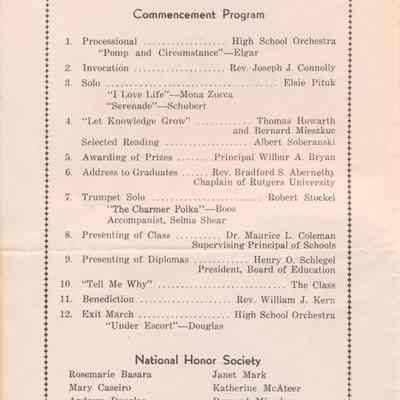 Commencement Program
1. Processional .................. High School Orchestra
"Pomp and Circumstance"—Elgar
2. Invocation ................... Rev. Joseph J. Connolly
3. Solo ................................... Elsie Pituk
"I Love Life"—Mona Zucca
"Serenade"—Schubert
4. "Let Knowledge Grow" ............ Thomas Howarth
and Bernard Mieszkuc
Selected Reading ................... Albert Soberanski
5. Awarding of Prizes ........ Principal Wilbur A. Bryan
6. Address to Graduates ...... Rev. Bradford S. Abernethy
Chaplain of Rutgers University
7. Trumpet Solo ......................... Robert Stockel
"The Charmer Polka"—Boos
Accompanist, Selma Shear
8. Presenting of Class .......... Dr. Maurice L. Coleman
Supervising Principal of Schools
9. Presenting of Diplomas ............ Henry O. Schlegel
President, Board of Education
10. "Tell Me Why" ............................ The Class
11. Benediction .................... Rev. William J. Kern
12. Exit March ................... High School Orchestra
"Under Escort"—Douglas
National Honor Society
Rosemarie Basara Janet Mark
Mary Caseiro Katherine McAteer